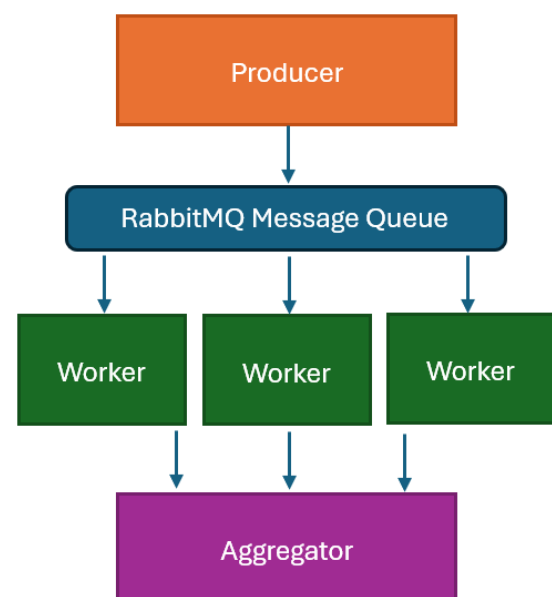 Producer
RabbitMQ Message Queue
Worker
Worker
Worker
Aggregator